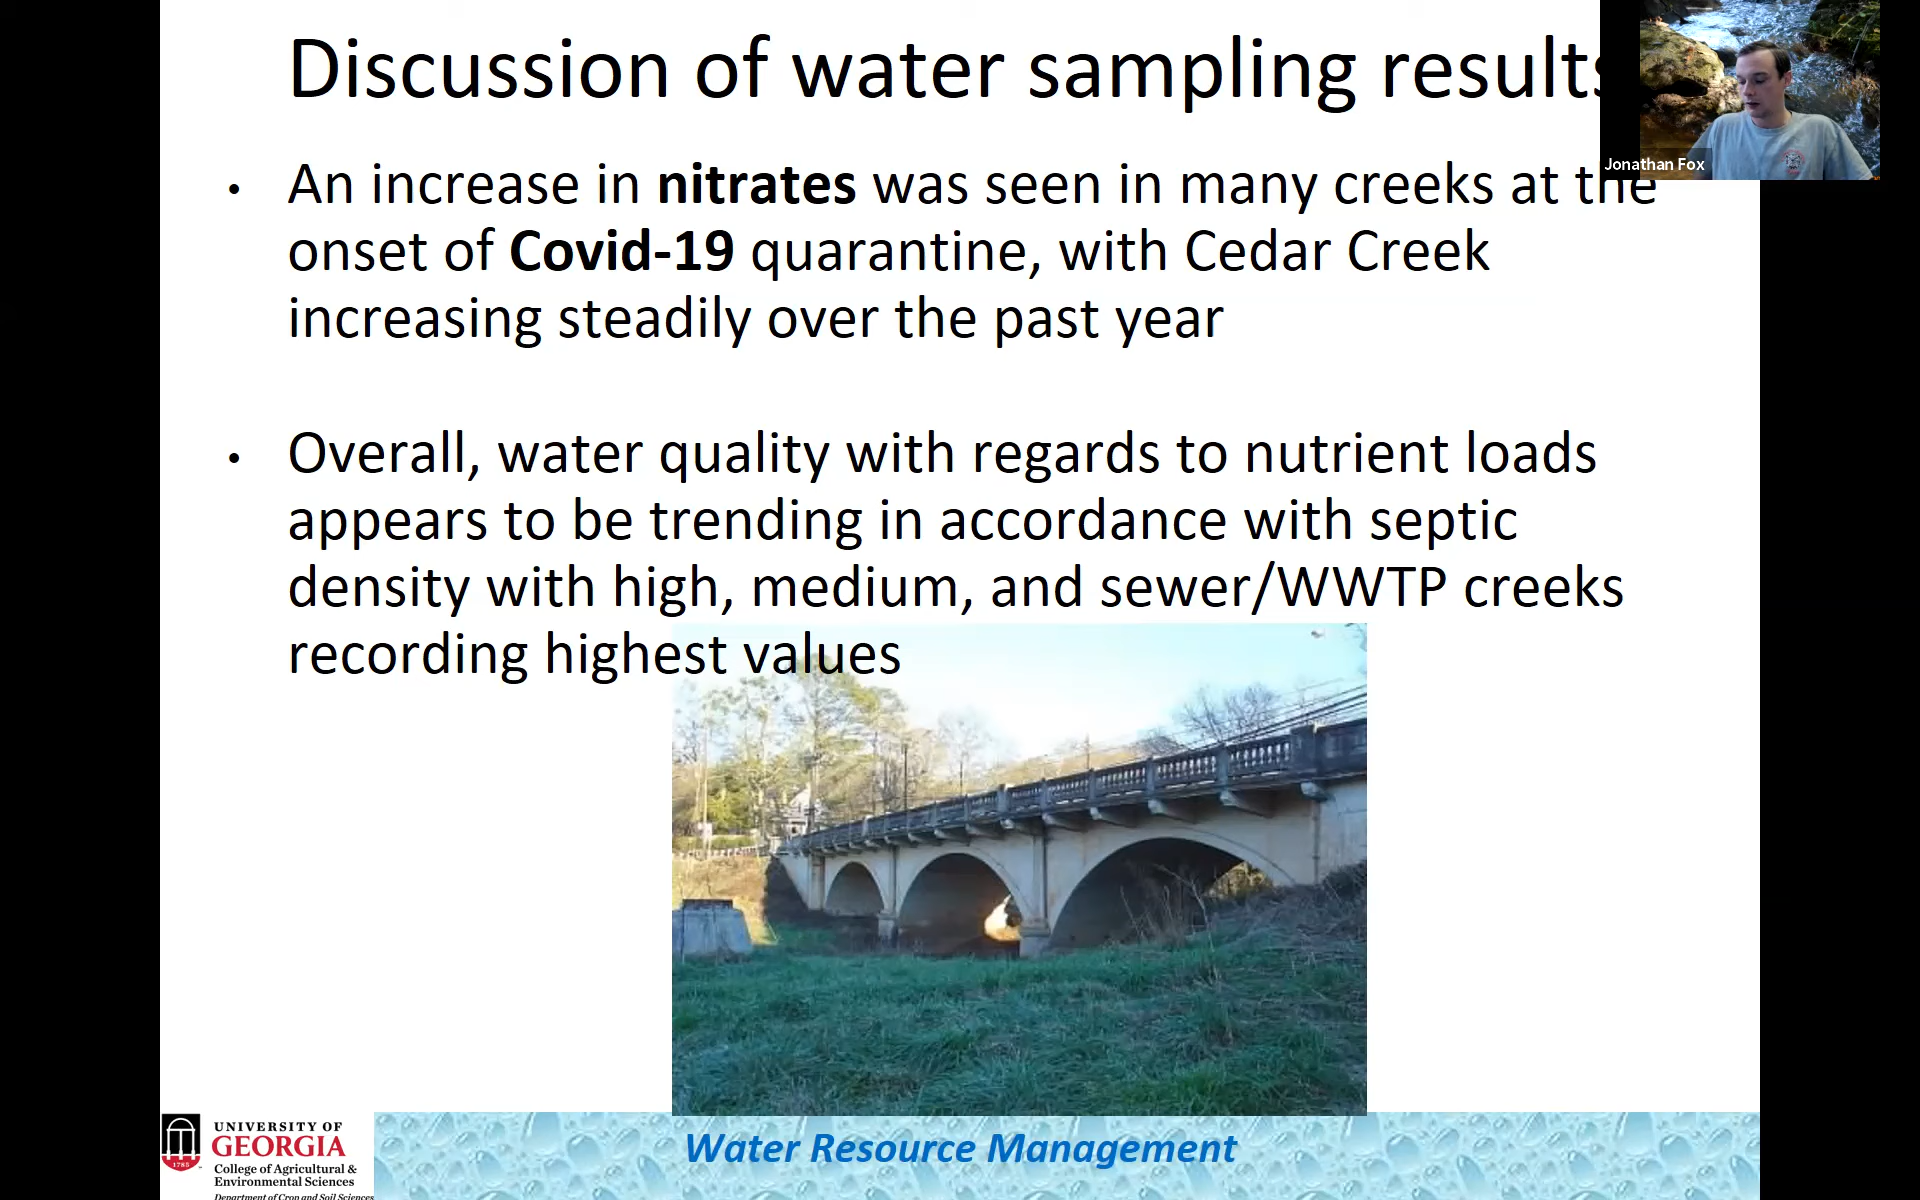 Discussion of water sampling results
Jonathan Fox
• An increase in nitrates was seen in many creeks at the
onset of Covid-19 quarantine, with Cedar Creek
increasing steadily over the past year
• Overall, water quality with regards to nutrient loads
appears to be trending in accordance with septic
density with high, medium, and sewer/WWTP creeks
recording highest values
1785
UNIVERSITY OF
GEORGIA
College of Agricultural &
Environmental Sciences
Department of Crop and Soil Sciences
Water Resource Management